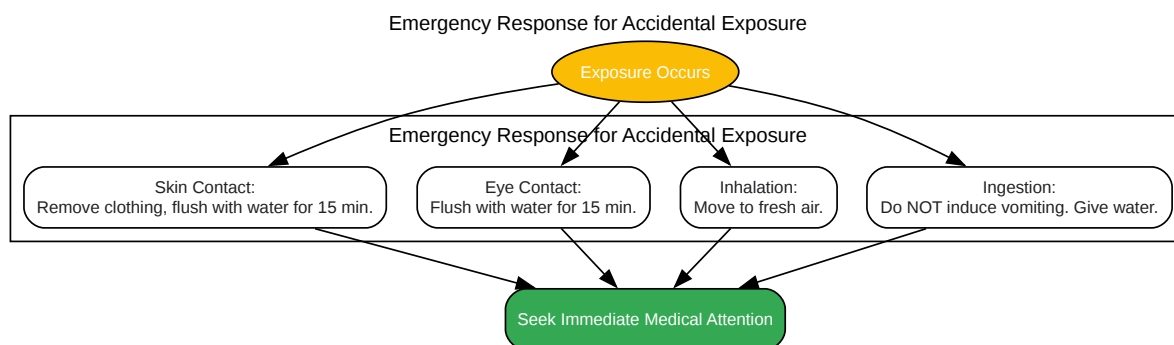 Emergency Response for Accidental Exposure
Exposure Occurs
Emergency Response for Accidental Exposure
Skin Contact:
Remove clothing, flush with water for 15 min.
Eye Contact:
Flush with water for 15 min.
Inhalation:
Move to fresh air.
Ingestion:
Do NOT induce vomiting. Give water.
Seek Immediate Medical Attention